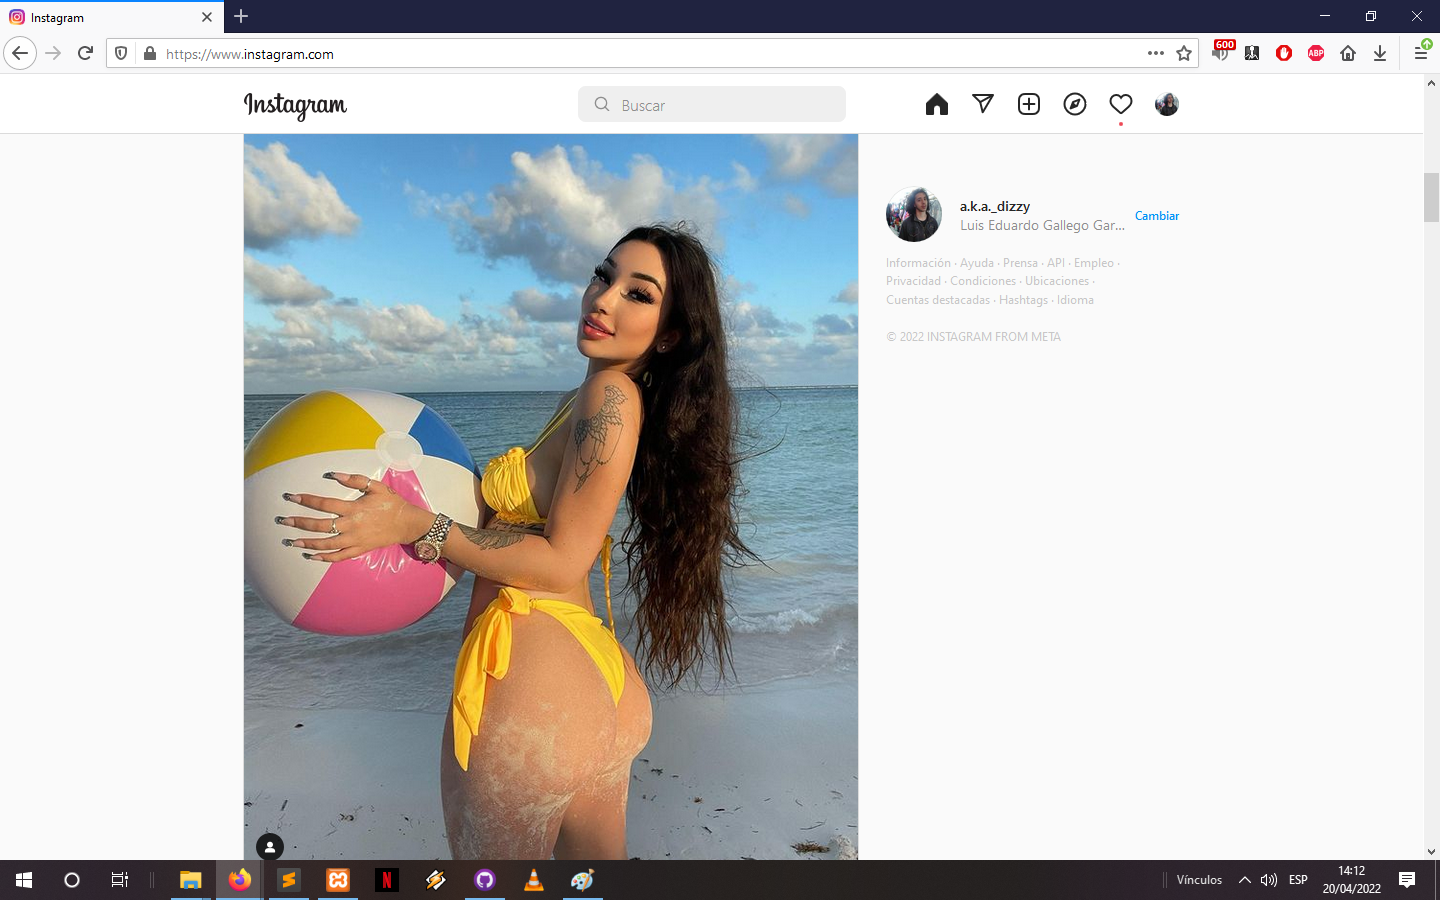 Instagram
https://www.instagram.com
600
ABP
Instagram
Buscar
a.k.a._dizzy
Luis Eduardo Gallego Gar...
Cambiar
Información · Ayuda · Prensa · API · Empleo ·
Privacidad · Condiciones · Ubicaciones ·
Cuentas destacadas · Hashtags · Idioma
© 2022 INSTAGRAM FROM META
N
Vínculos
ESP
14:12
20/04/2022